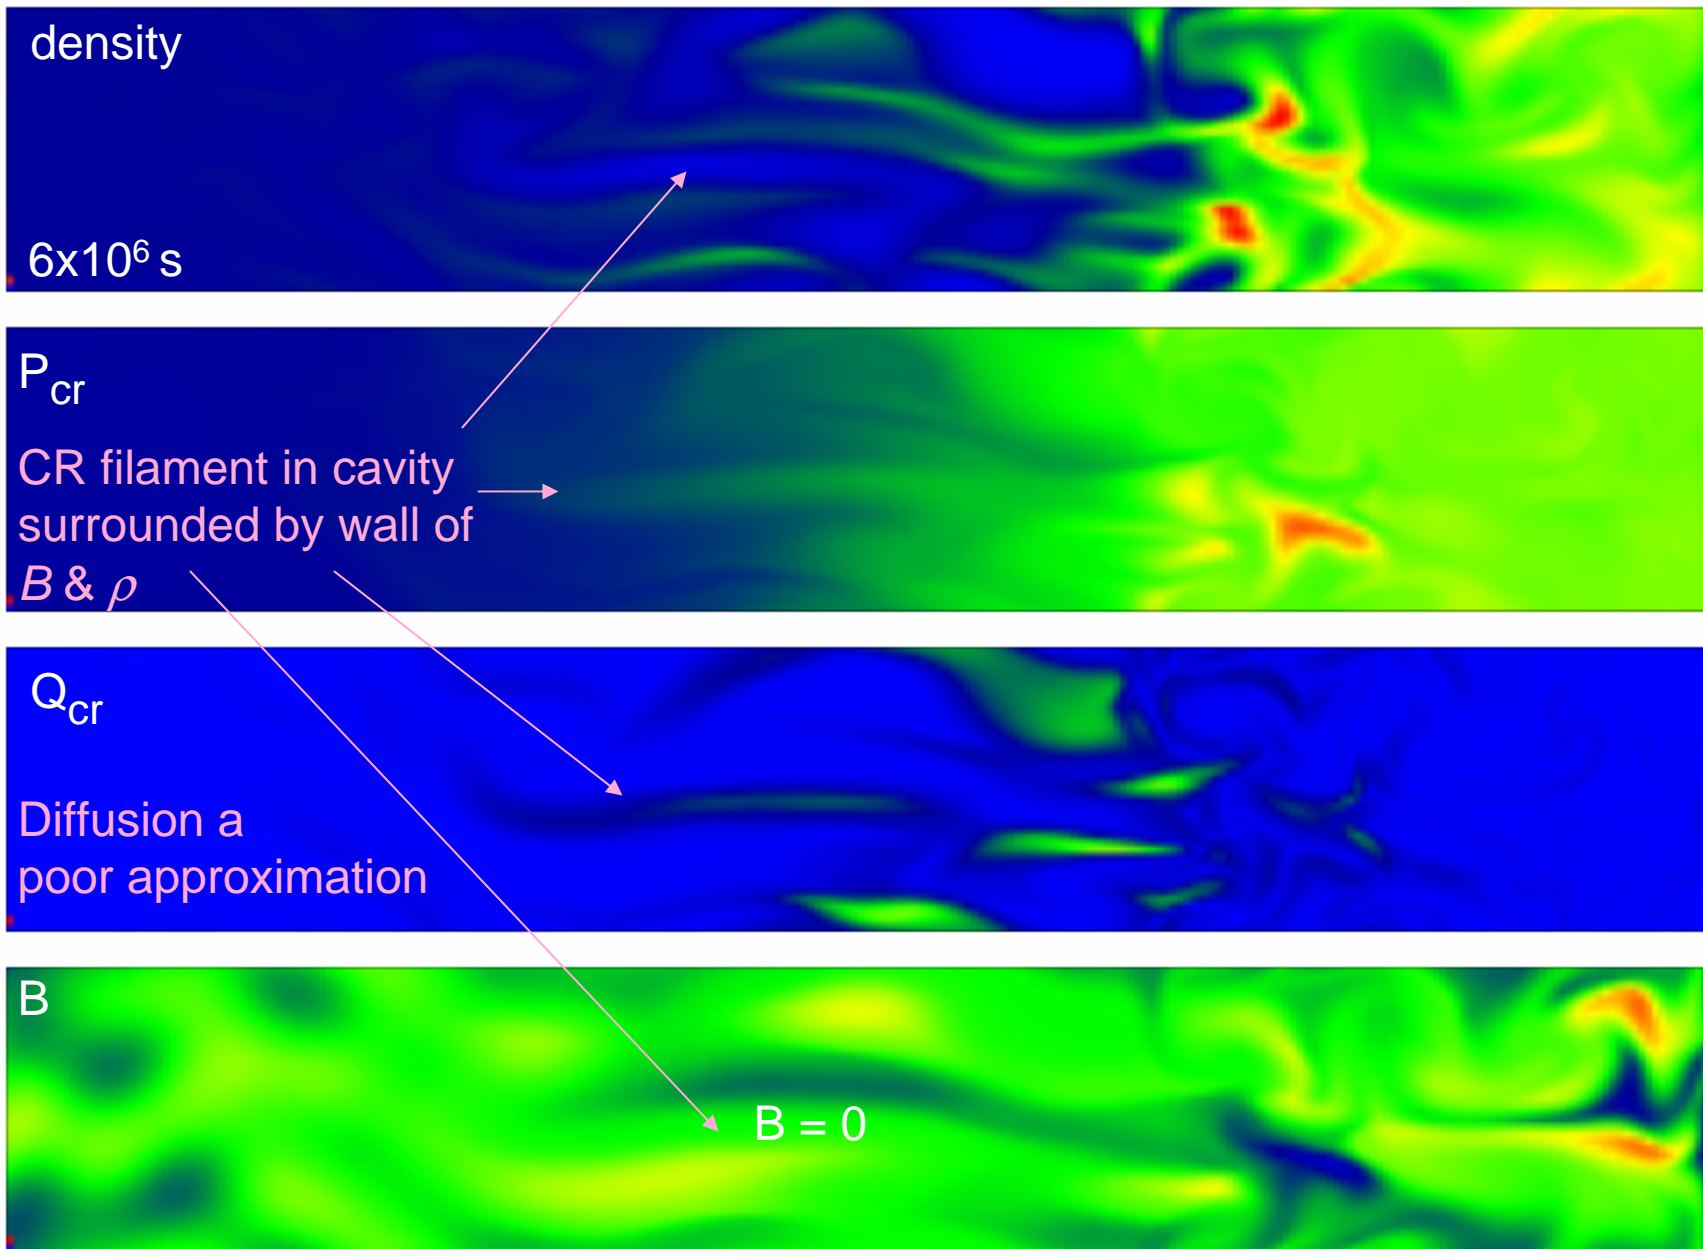 density
6x10⁶ s
P_cr
CR filament in cavity
surrounded by wall of
B & ρ
Q_cr
Diffusion a
poor approximation
B
B = 0